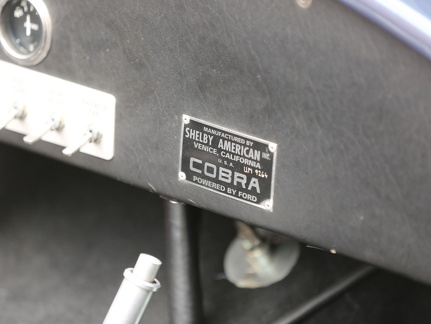 MANUFACTURED BY
SHELBY AMERICAN INC.
VENICE, CALIFORNIA
U.S.A.
COBRA
POWERED BY FORD